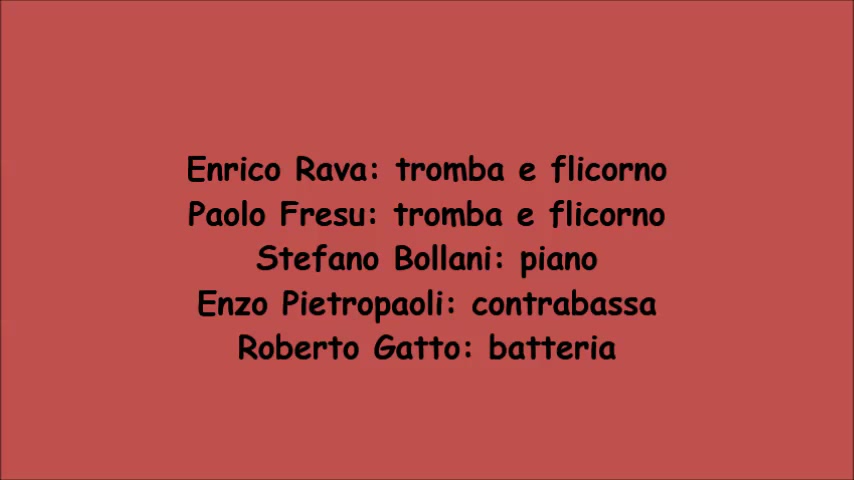 Enrico Rava: tromba e flicorno
Paolo Fresu: tromba e flicorno
Stefano Bollani: piano
Enzo Pietropaoli: contrabassa
Roberto Gatto: batteria